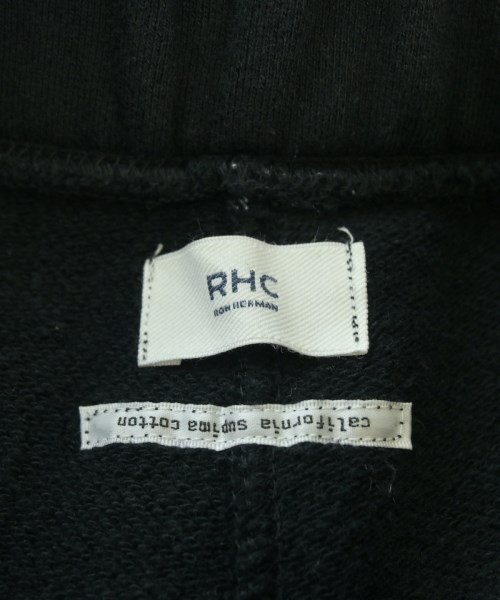 RHC
RON HERMAN
california supima cotton